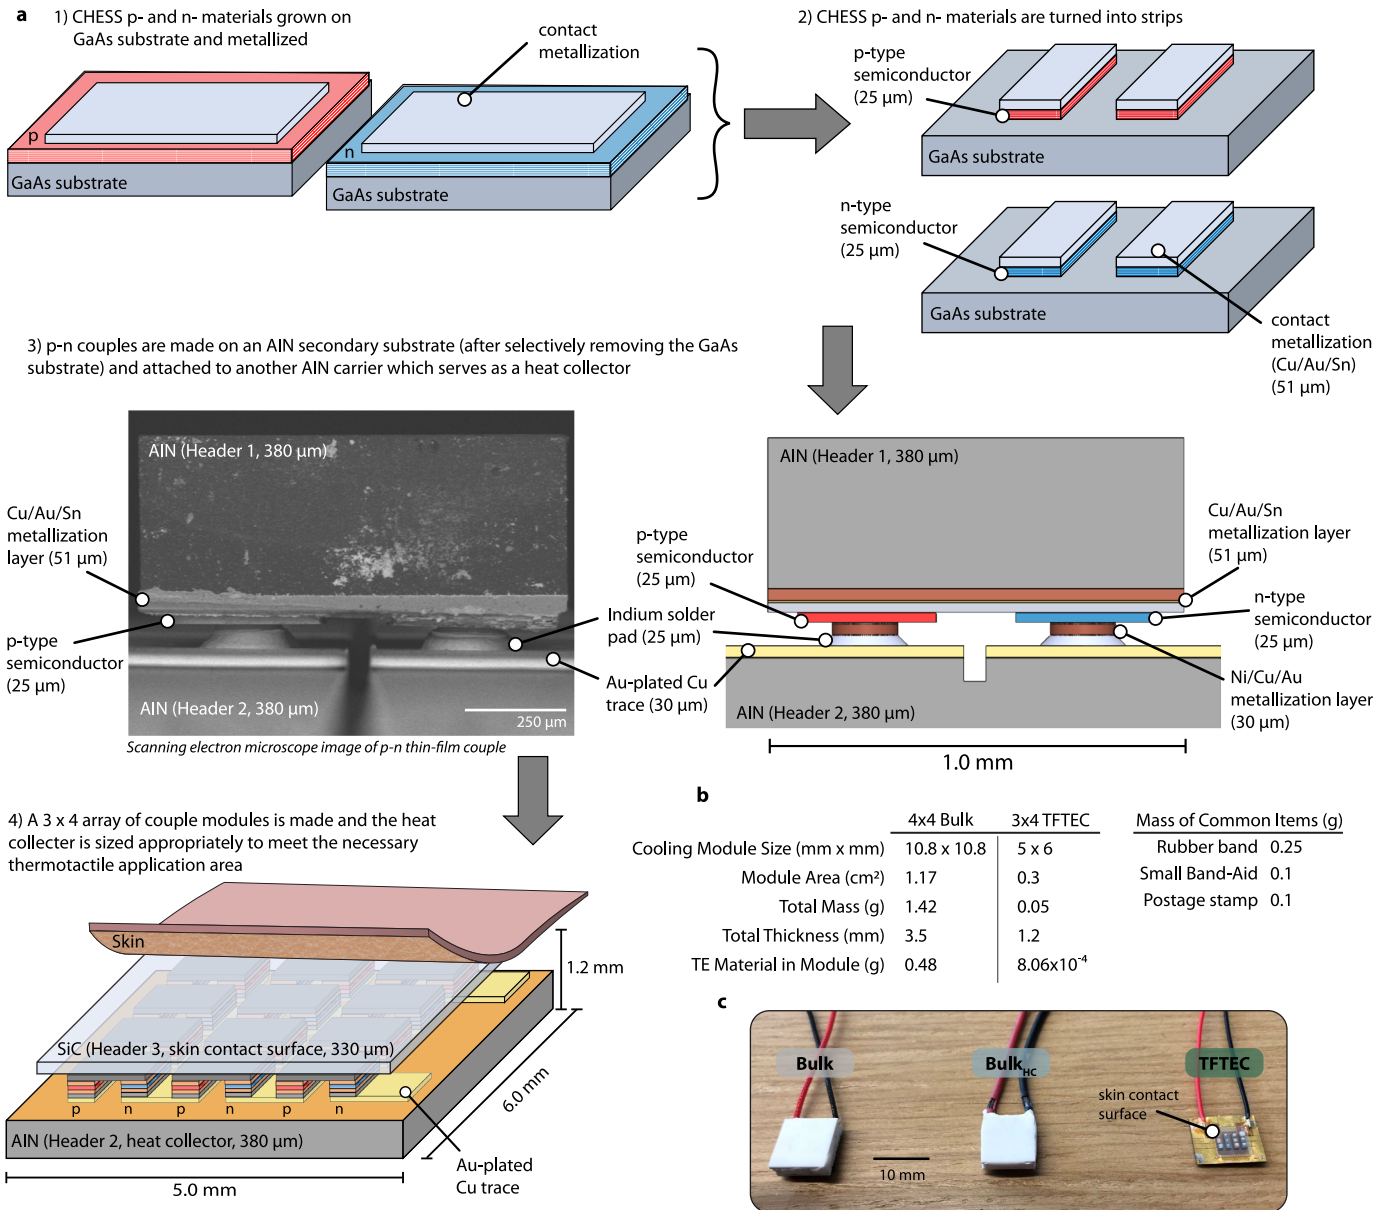 a
1) CHESS p- and n- materials grown on
GaAs substrate and metallized
contact
metallization
p
n
GaAs substrate
GaAs substrate
2) CHESS p- and n- materials are turned into strips
p-type
semiconductor
(25 µm)
GaAs substrate
n-type
semiconductor
(25 µm)
GaAs substrate
contact
metallization
(Cu/Au/Sn)
(51 µm)
3) p-n couples are made on an AlN secondary substrate (after selectively removing the GaAs
substrate) and attached to another AlN carrier which serves as a heat collector
AlN (Header 1, 380 µm)
Cu/Au/Sn
metallization
layer (51 µm)
p-type
semiconductor
(25 µm)
AlN (Header 2, 380 µm)
250 µm
Scanning electron microscope image of p-n thin-film couple
Indium solder
pad (25 µm)
Au-plated Cu
trace (30 µm)
AlN (Header 1, 380 µm)
p-type
semiconductor
(25 µm)
Cu/Au/Sn
metallization layer
(51 µm)
n-type
semiconductor
(25 µm)
Ni/Cu/Au
metallization layer
(30 µm)
AlN (Header 2, 380 µm)
1.0 mm
4) A 3 x 4 array of couple modules is made and the heat
collecter is sized appropriately to meet the necessary
thermotactile application area
Skin
1.2 mm
SiC (Header 3, skin contact surface, 330 µm)
p n p n p n
6.0 mm
AlN (Header 2, heat collector, 380 µm)
Au-plated
Cu trace
5.0 mm
b
4x4 Bulk 3x4 TFTEC
Cooling Module Size (mm x mm) 10.8 x 10.8 5 x 6
Module Area (cm²) 1.17 0.3
Total Mass (g) 1.42 0.05
Total Thickness (mm) 3.5 1.2
TE Material in Module (g) 0.48 8.06x10⁻⁴
Mass of Common Items (g)
Rubber band 0.25
Small Band-Aid 0.1
Postage stamp 0.1
c
Bulk
Bulk HC
TFTEC
skin contact
surface
10 mm